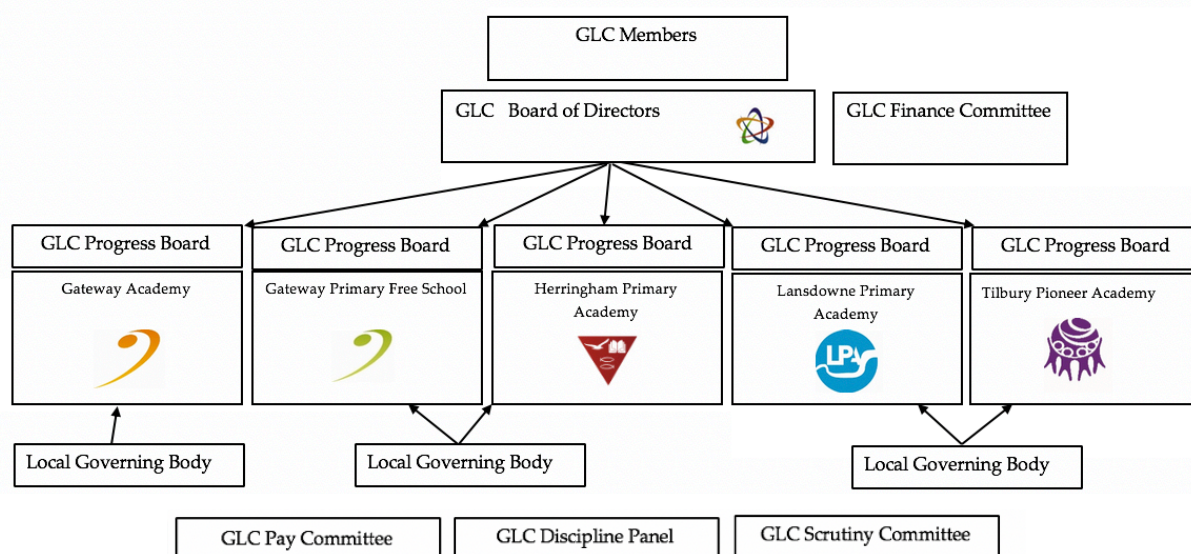 GLC Members
GLC Board of Directors
GLC Finance Committee
GLC Progress Board
GLC Progress Board
GLC Progress Board
GLC Progress Board
GLC Progress Board
Gateway Academy
Gateway Primary Free School
Herringham Primary
Academy
Lansdowne Primary
Academy
LPA
Tilbury Pioneer Academy
Local Governing Body
Local Governing Body
Local Governing Body
GLC Pay Committee
GLC Discipline Panel
GLC Scrutiny Committee